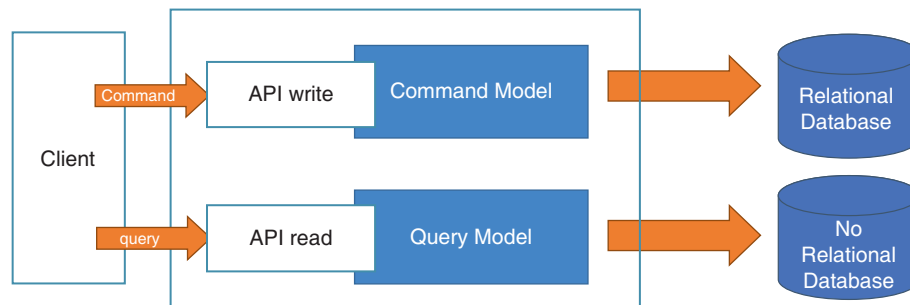 Client
Command
API write
Command Model
Relational
Database
query
API read
Query Model
No
Relational
Database